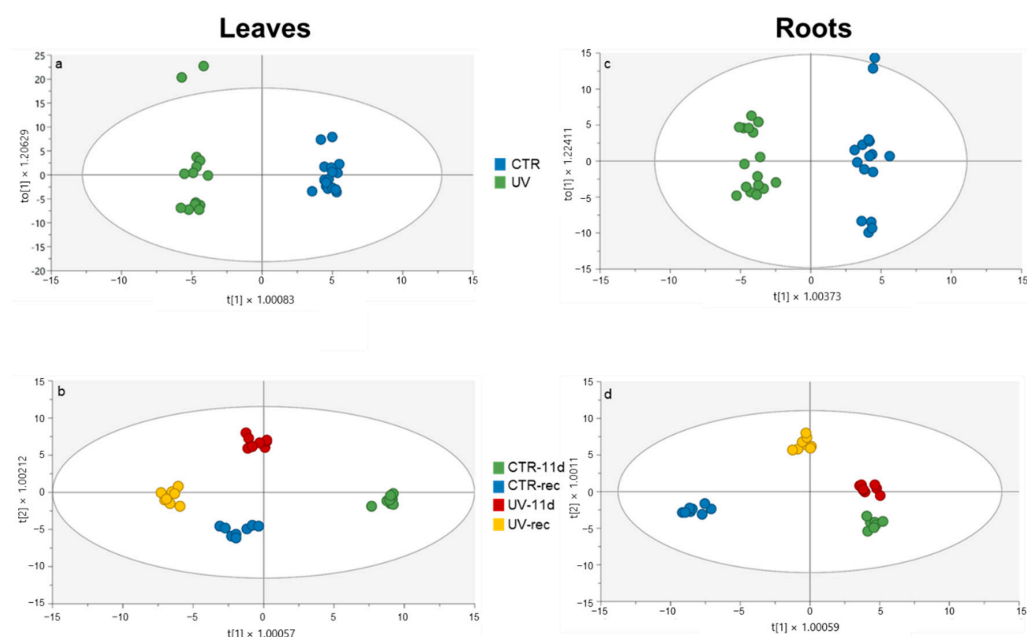 Leaves
Roots
a
25
20
15
10
5
0
−5
−10
−15
−20
−15
−10
−5
0
5
10
15
to[1] × 1.20629
t[1] × 1.00083
CTR
UV
c
15
10
5
0
−5
−10
−15
−15
−10
−5
0
5
10
15
to[1] × 1.22411
t[1] × 1.00373
b
15
10
5
0
−5
−10
−15
−15
−10
−5
0
5
10
15
t[2] × 1.00212
t[1] × 1.00057
CTR-11d
CTR-rec
UV-11d
UV-rec
d
15
10
5
0
−5
−10
−15
−15
−10
−5
0
5
10
15
t[2] × 1.0011
t[1] × 1.00059